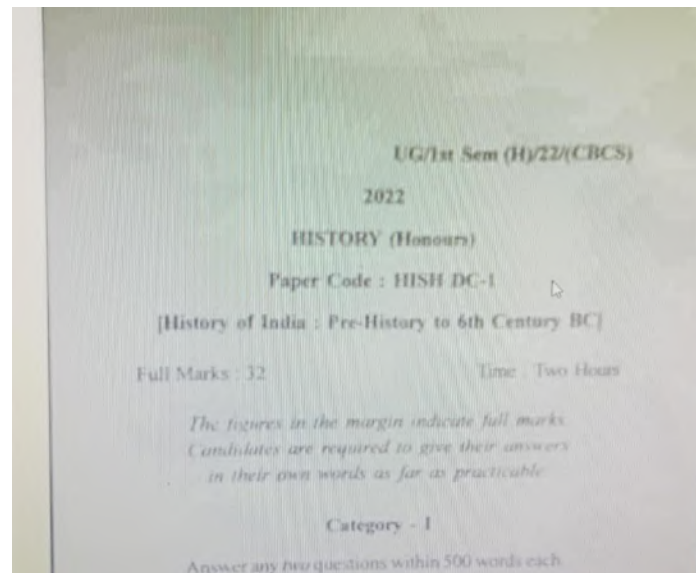 UG/1st Sem (H)/22/(CBCS)
2022
HISTORY (Honours)
Paper Code : HISH DC-1
[History of India : Pre-History to 6th Century BC]
Full Marks : 32 Time : Two Hours
The figures in the margin indicate full marks.
Candidates are required to give their answers
in their own words as far as practicable.
Category - I
Answer any two questions within 500 words each.